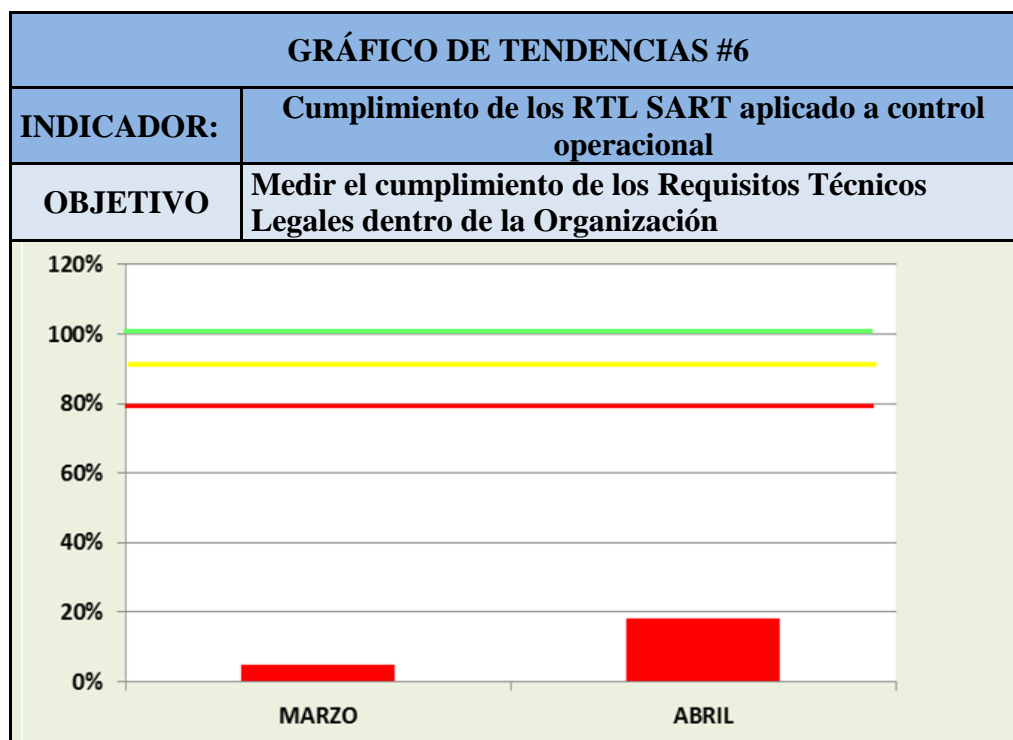 GRÁFICO DE TENDENCIAS #6
INDICADOR:
Cumplimiento de los RTL SART aplicado a control
operacional
OBJETIVO
Medir el cumplimiento de los Requisitos Técnicos
Legales dentro de la Organización
120%
100%
80%
60%
40%
20%
0%
MARZO
ABRIL